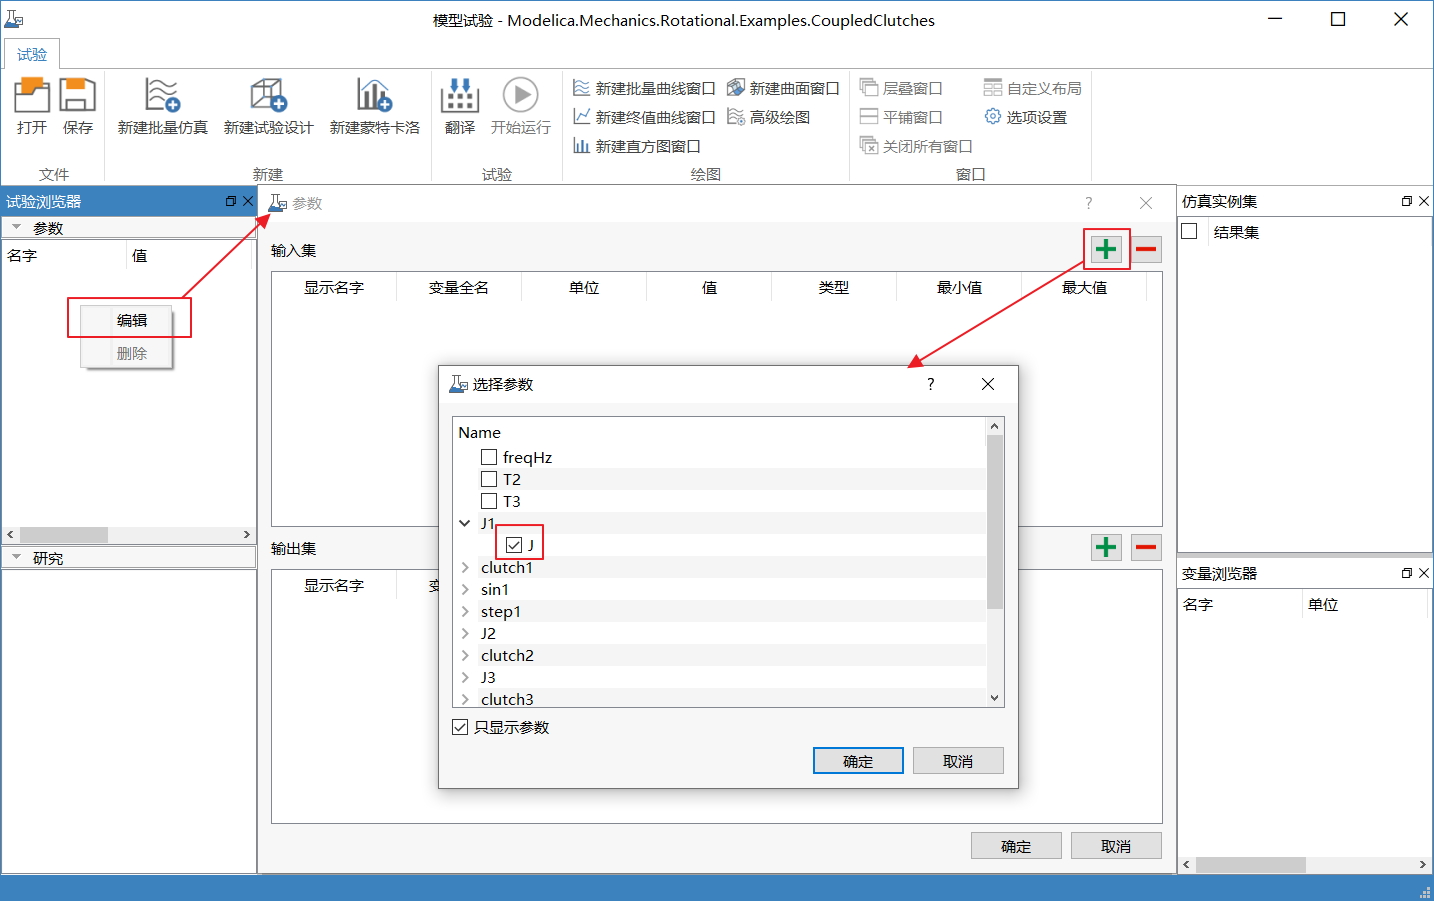 模型试验 - Modelica.Mechanics.Rotational.Examples.CoupledClutches
试验
打开
保存
文件
新建批量仿真
新建试验设计
新建蒙特卡洛
新建
翻译
开始运行
试验
新建批量曲线窗口
新建曲面窗口
新建终值曲线窗口
高级绘图
新建直方图窗口
绘图
层叠窗口
自定义布局
平铺窗口
选项设置
关闭所有窗口
窗口
试验浏览器
参数
名字
值
编辑
删除
研究
参数
?
输入集
显示名字
变量全名
单位
值
类型
最小值
最大值
输出集
显示名字
选择参数
?
Name
freqHz
T2
T3
J1
J
clutch1
sin1
step1
J2
clutch2
J3
clutch3
只显示参数
确定
取消
确定
取消
仿真实例集
结果集
变量浏览器
名字
单位